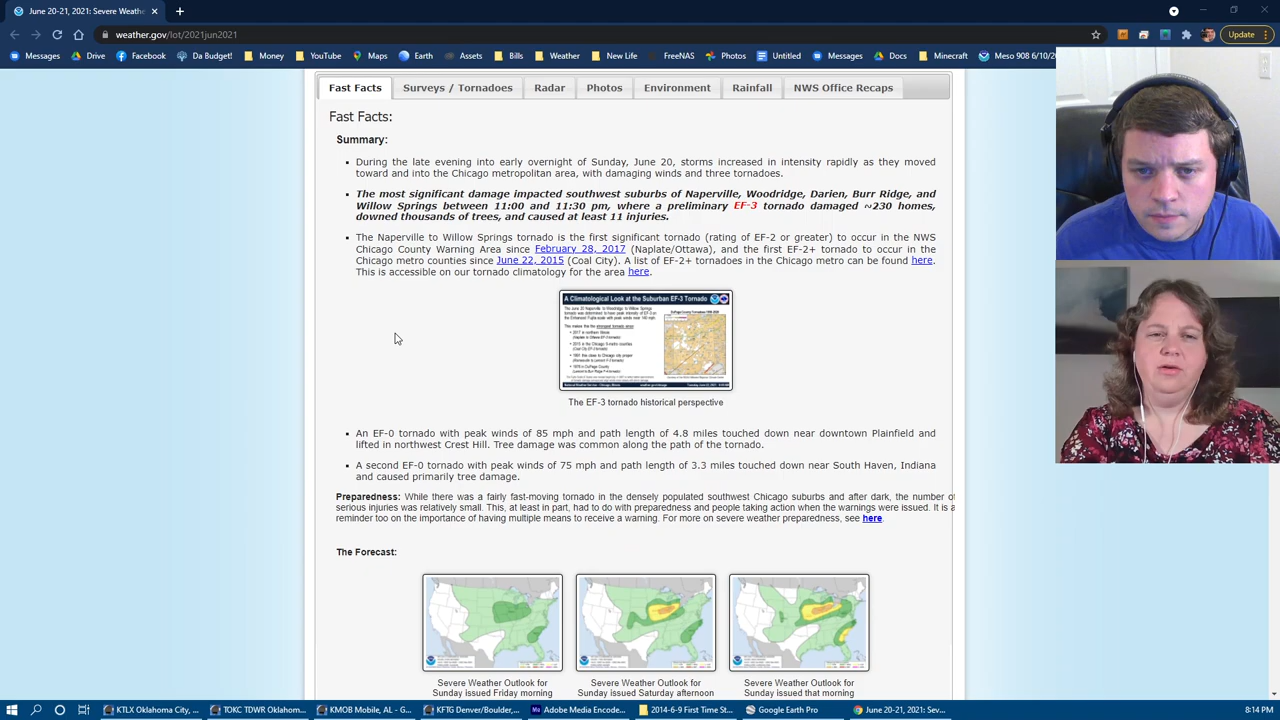 June 20-21, 2021: Severe Weathe
weather.gov/lot/2021jun2021
Update
Messages
Drive
Facebook
Da Budget!
Money
YouTube
Maps
Earth
Assets
Bills
Weather
New Life
FreeNAS
Photos
Untitled
Messages
Docs
Minecraft
Meso 908 6/10/20
Fast Facts
Surveys / Tornadoes
Radar
Photos
Environment
Rainfall
NWS Office Recaps
Fast Facts:
Summary:
During the late evening into early overnight of Sunday, June 20, storms increased in intensity rapidly as they moved
toward and into the Chicago metropolitan area, with damaging winds and three tornadoes.
The most significant damage impacted southwest suburbs of Naperville, Woodridge, Darien, Burr Ridge, and
Willow Springs between 11:00 and 11:30 pm, where a preliminary EF-3 tornado damaged ~230 homes,
downed thousands of trees, and caused at least 11 injuries.
The Naperville to Willow Springs tornado is the first significant tornado (rating of EF-2 or greater) to occur in the NWS
Chicago County Warning Area since February 28, 2017 (Naplate/Ottawa), and the first EF-2+ tornado to occur in the
Chicago metro counties since June 22, 2015 (Coal City). A list of EF-2+ tornadoes in the Chicago metro can be found here.
This is accessible on our tornado climatology for the area here.
A Climatological Look at the Suburban EF-3 Tornado
The EF-3 tornado historical perspective
An EF-0 tornado with peak winds of 85 mph and path length of 4.8 miles touched down near downtown Plainfield and
lifted in northwest Crest Hill. Tree damage was common along the path of the tornado.
A second EF-0 tornado with peak winds of 75 mph and path length of 3.3 miles touched down near South Haven, Indiana
and caused primarily tree damage.
Preparedness: While there was a fairly fast-moving tornado in the densely populated southwest Chicago suburbs and after dark, the number of
serious injuries was relatively small. This, at least in part, had to do with preparedness and people taking action when the warnings were issued. It is a
reminder too on the importance of having multiple means to receive a warning. For more on severe weather preparedness, see here.
The Forecast:
Severe Weather Outlook for
Sunday issued Friday morning
Severe Weather Outlook for
Sunday issued Saturday afternoon
Severe Weather Outlook for
Sunday issued that morning
KTLX Oklahoma City, ...
TOKC TDWR Oklahom...
KMOB Mobile, AL - G...
KFTG Denver/Boulder,...
Adobe Media Encode...
2014-6-9 First Time St...
Google Earth Pro
June 20-21, 2021: Sev...
8:14 PM